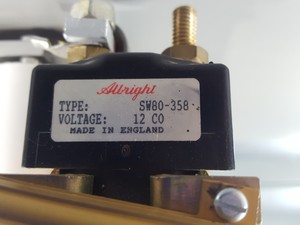 Albright
TYPE: SW80-358
VOLTAGE: 12 CO
MADE IN ENGLAND